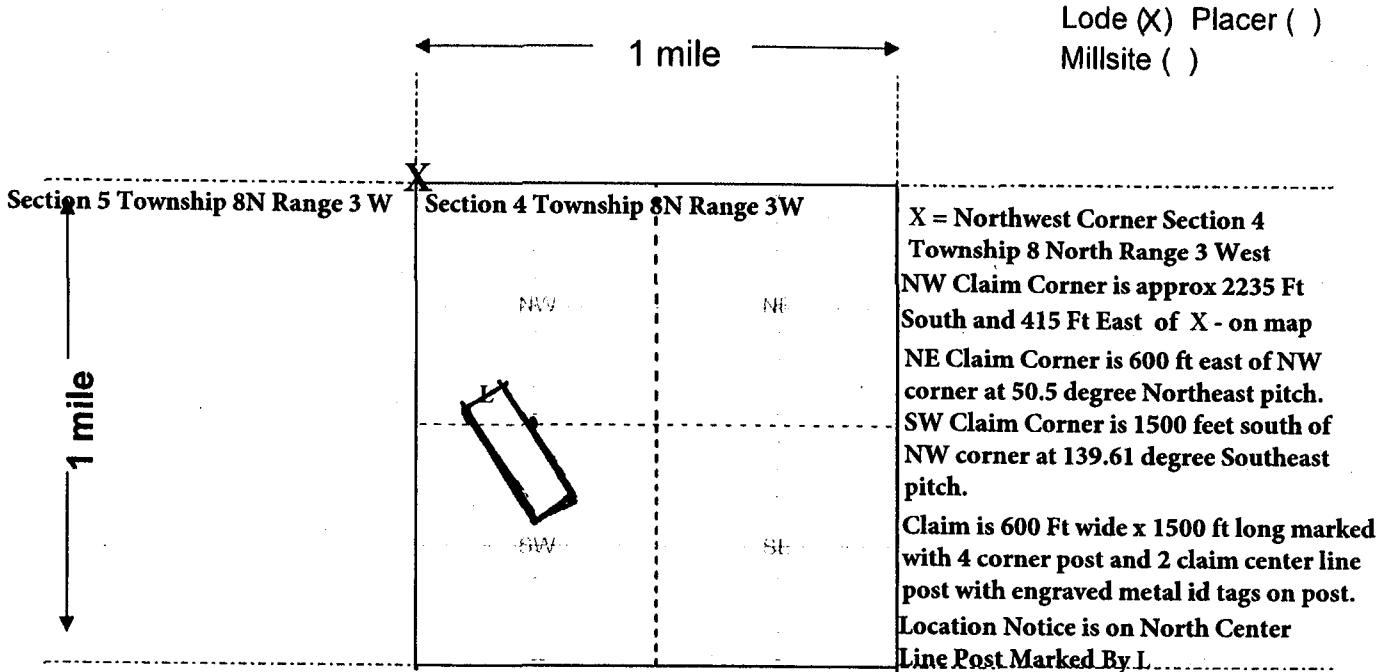 Lode (X) Placer ( )
Millsite ( )
1 mile
X
Section 5 Township 8N Range 3 W
Section 4 Township 8N Range 3W
1 mile
NW
NE
L
SW
SE
X = Northwest Corner Section 4
Township 8 North Range 3 West
NW Claim Corner is approx 2235 Ft
South and 415 Ft East of X - on map
NE Claim Corner is 600 ft east of NW
corner at 50.5 degree Northeast pitch.
SW Claim Corner is 1500 feet south of
NW corner at 139.61 degree Southeast
pitch.
Claim is 600 Ft wide x 1500 ft long marked
with 4 corner post and 2 claim center line
post with engraved metal id tags on post.
Location Notice is on North Center
Line Post Marked By L